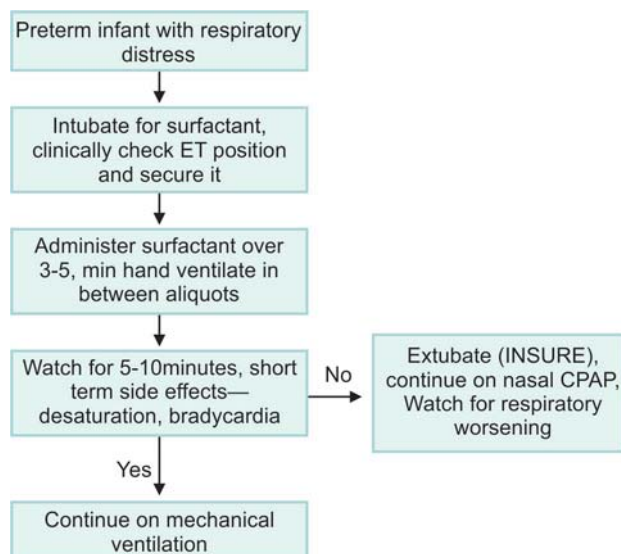 Preterm infant with respiratory
distress
Intubate for surfactant,
clinically check ET position
and secure it
Administer surfactant over
3-5, min hand ventilate in
between aliquots
Watch for 5-10minutes, short
term side effects—
desaturation, bradycardia
No
Extubate (INSURE),
continue on nasal CPAP,
Watch for respiratory
worsening
Yes
Continue on mechanical
ventilation